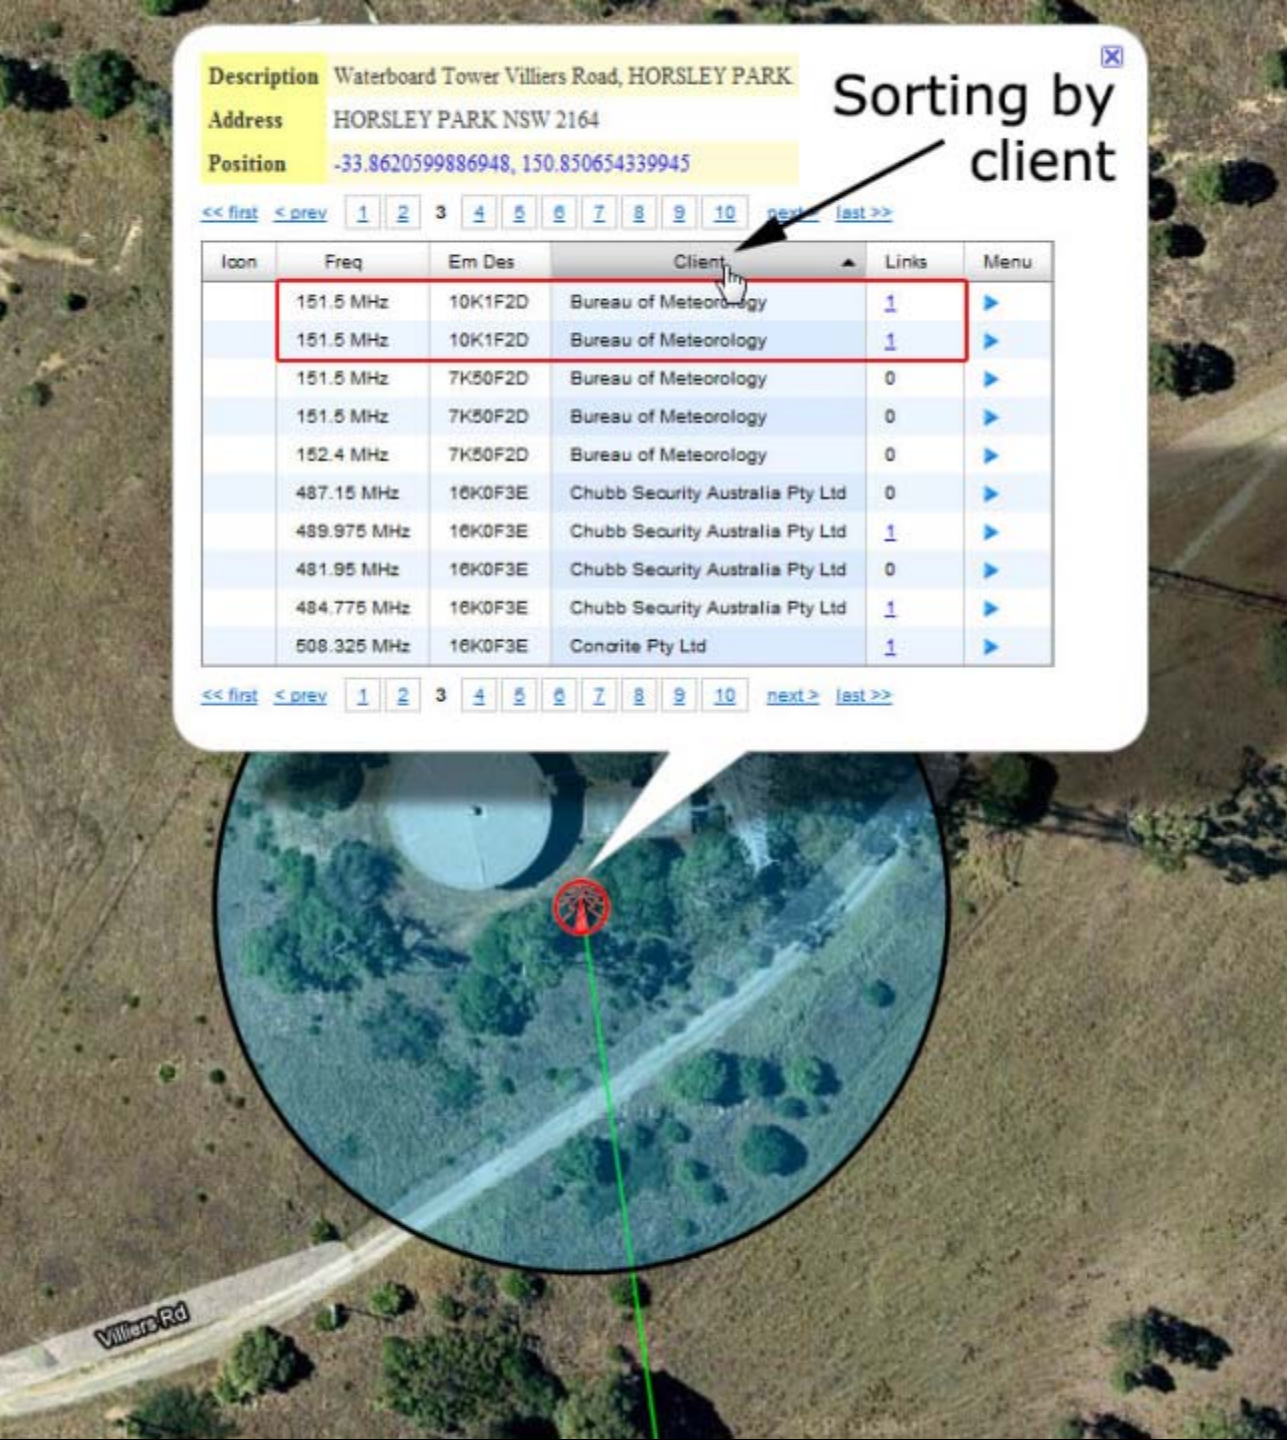 Description Waterboard Tower Villiers Road, HORSLEY PARK
Address HORSLEY PARK NSW 2164
Position -33.8620599886948, 150.850654339945
Sorting by
client
<< first < prev 1 2 3 4 5 6 7 8 9 10 next > last >>
Icon Freq Em Des Client Links Menu
151.5 MHz 10K1F2D Bureau of Meteorology 1
151.5 MHz 10K1F2D Bureau of Meteorology 1
151.5 MHz 7K50F2D Bureau of Meteorology 0
151.5 MHz 7K50F2D Bureau of Meteorology 0
152.4 MHz 7K50F2D Bureau of Meteorology 0
487.15 MHz 16K0F3E Chubb Security Australia Pty Ltd 0
489.975 MHz 16K0F3E Chubb Security Australia Pty Ltd 1
481.95 MHz 16K0F3E Chubb Security Australia Pty Ltd 0
484.775 MHz 16K0F3E Chubb Security Australia Pty Ltd 1
508.325 MHz 16K0F3E Concrite Pty Ltd 1
<< first < prev 1 2 3 4 5 6 7 8 9 10 next > last >>
Villiers Rd